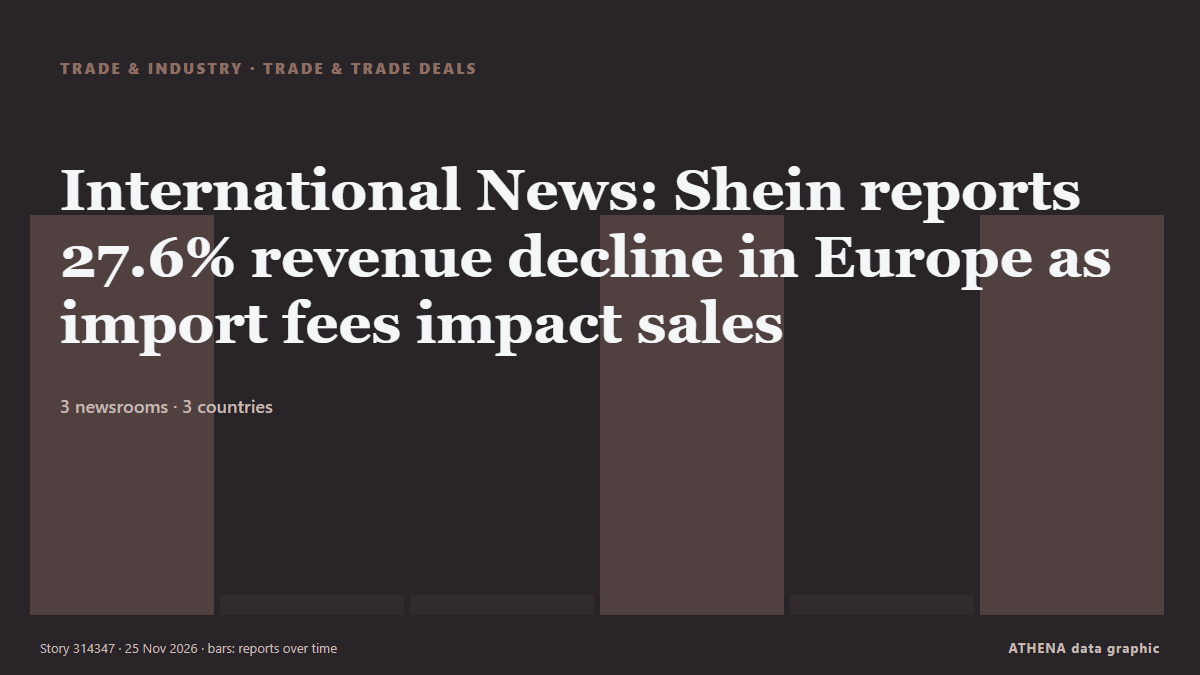 TRADE & INDUSTRY · TRADE & TRADE DEALS
International News: Shein reports
27.6% revenue decline in Europe as
import fees impact sales
3 newsrooms · 3 countries
Story 314347 · 25 Nov 2026 · bars: reports over time
ATHENA data graphic